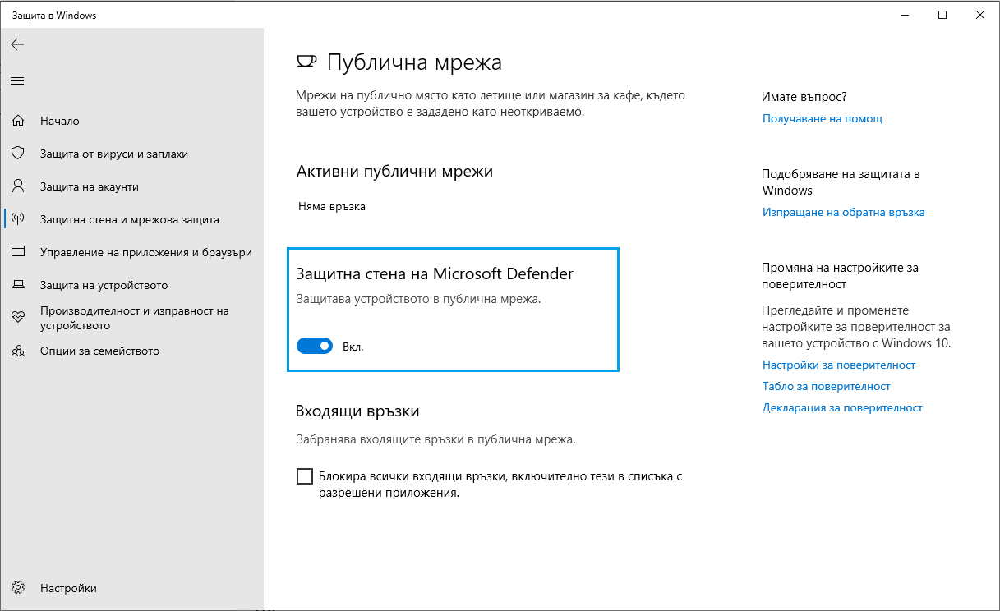 Защита в Windows
Начало
Защита от вируси и заплахи
Защита на акаунти
Защитна стена и мрежова защита
Управление на приложения и браузъри
Защита на устройството
Производителност и изправност на
устройството
Опции за семейството
Настройки
Публична мрежа
Мрежи на публично място като летище или магазин за кафе, където
вашето устройство е зададено като неоткриваемо.
Активни публични мрежи
Няма връзка
Защитна стена на Microsoft Defender
Защитава устройството в публична мрежа.
Вкл.
Входящи връзки
Забранява входящите връзки в публична мрежа.
Блокира всички входящи връзки, включително тези в списъка с
разрешени приложения.
Имате въпрос?
Получаване на помощ
Подобряване на защитата в
Windows
Изпращане на обратна връзка
Промяна на настройките за
поверителност
Прегледайте и променете
настройките за поверителност за
вашето устройство с Windows 10.
Настройки за поверителност
Табло за поверителност
Декларация за поверителност